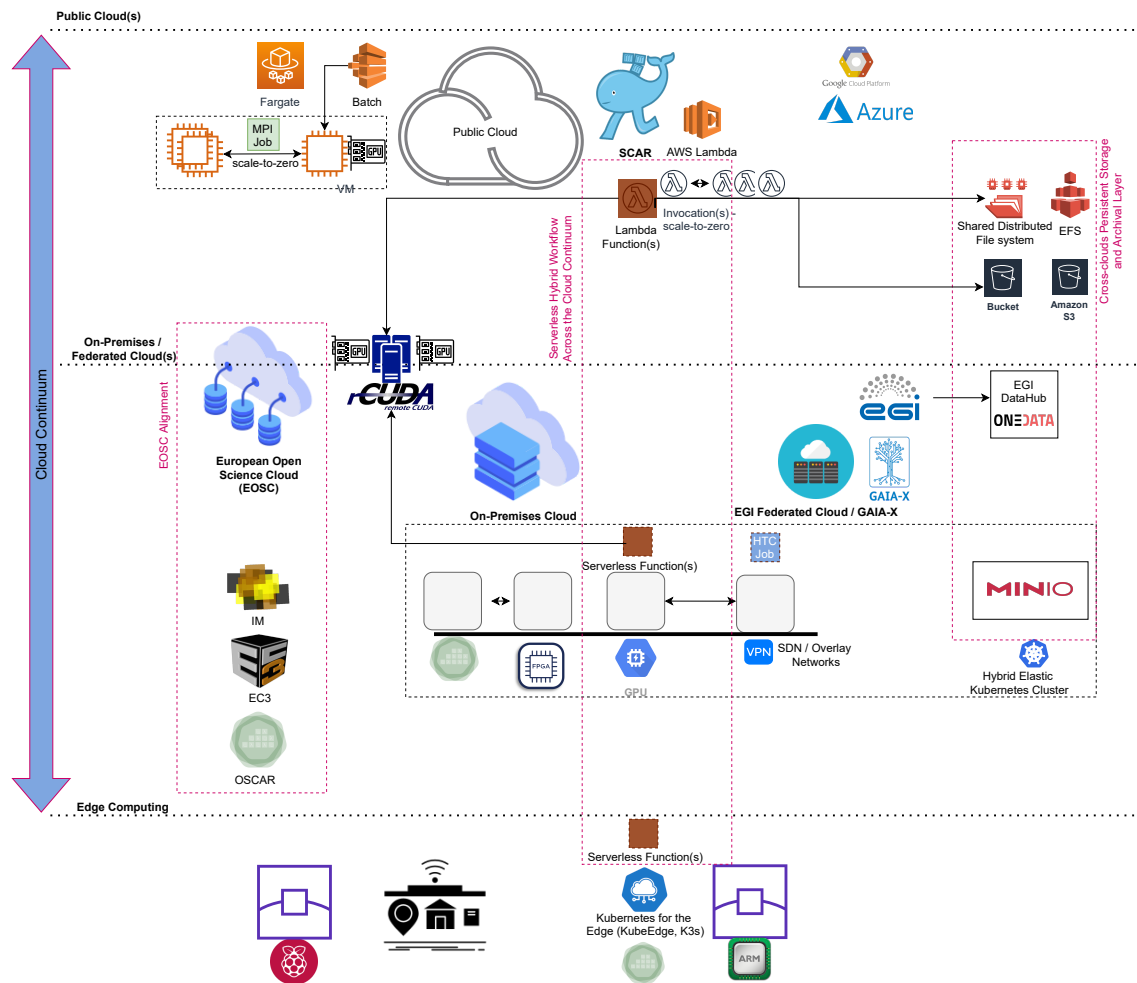 Public Cloud(s)
Fargate
Batch
MPI
Job
scale-to-zero
GPU
VM
Public Cloud
SCAR
AWS Lambda
Google Cloud Platform
Azure
Lambda
Function(s)
Invocation(s) -
scale-to-zero
Shared Distributed
File system
EFS
Bucket
Amazon
S3
Cross-clouds Persistent Storage
and Archival Layer
Serverless Hybrid Workflow
Across the Cloud Continuum
Cloud Continuum
On-Premises /
Federated Cloud(s)
GPU
GPU
rCUDA
remote CUDA
EOSC Alignment
European Open
Science Cloud
(EOSC)
On-Premises Cloud
EGI
EGI
DataHub
ONEDATA
GAIA-X
EGI Federated Cloud / GAIA-X
Serverless Function(s)
HTC
Job
MINIO
IM
EC3
OSCAR
FPGA
GPU
VPN
SDN / Overlay
Networks
Hybrid Elastic
Kubernetes Cluster
Edge Computing
Serverless Function(s)
Kubernetes for the
Edge (KubeEdge, K3s)
ARM